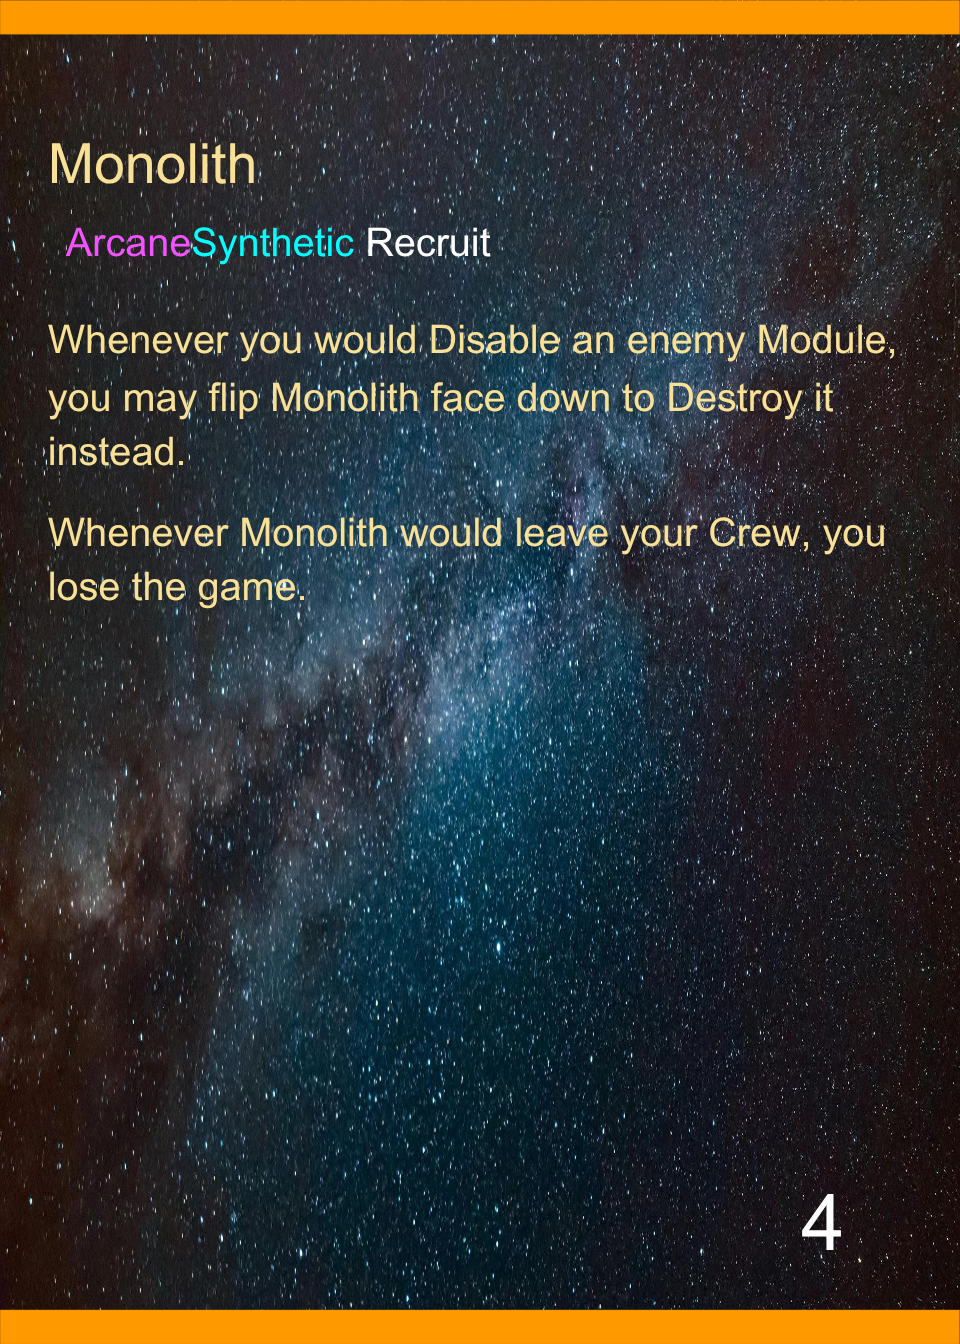 Monolith
ArcaneSynthetic Recruit
Whenever you would Disable an enemy Module,
you may flip Monolith face down to Destroy it
instead.
Whenever Monolith would leave your Crew, you
lose the game.
4